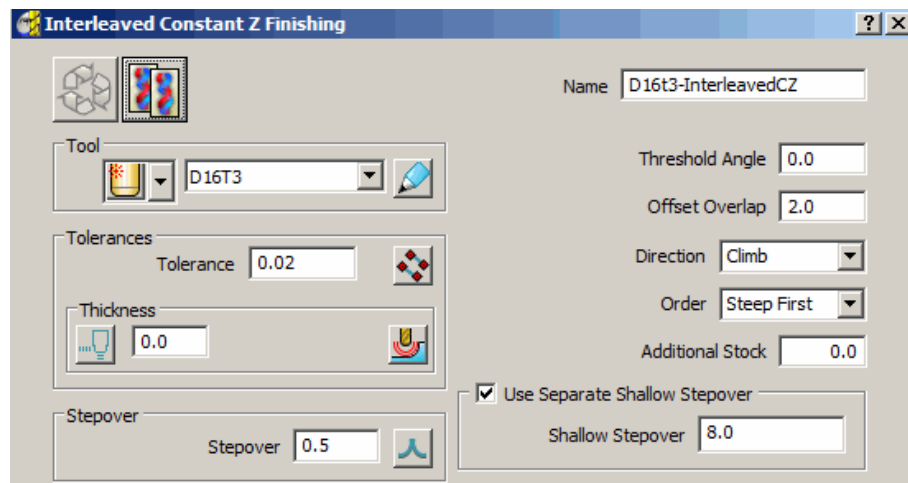 Interleaved Constant Z Finishing
Name D16t3-InterleavedCZ
Tool
D16T3
Tolerances
Tolerance 0.02
Thickness
0.0
Stepover
Stepover 0.5
Threshold Angle 0.0
Offset Overlap 2.0
Direction Climb
Order Steep First
Additional Stock 0.0
Use Separate Shallow Stepover
Shallow Stepover 8.0